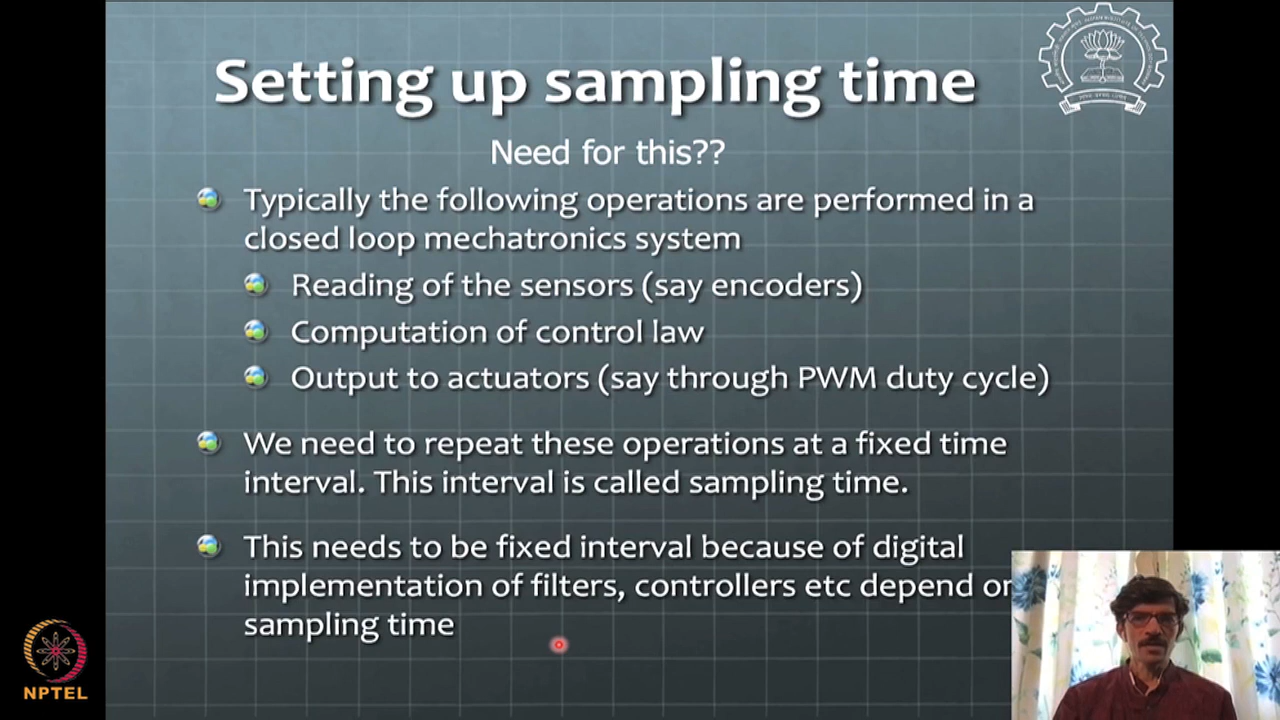 Setting up sampling time
Need for this??
Typically the following operations are performed in a
closed loop mechatronics system
Reading of the sensors (say encoders)
Computation of control law
Output to actuators (say through PWM duty cycle)
We need to repeat these operations at a fixed time
interval. This interval is called sampling time.
This needs to be fixed interval because of digital
implementation of filters, controllers etc depend on
sampling time
NPTEL